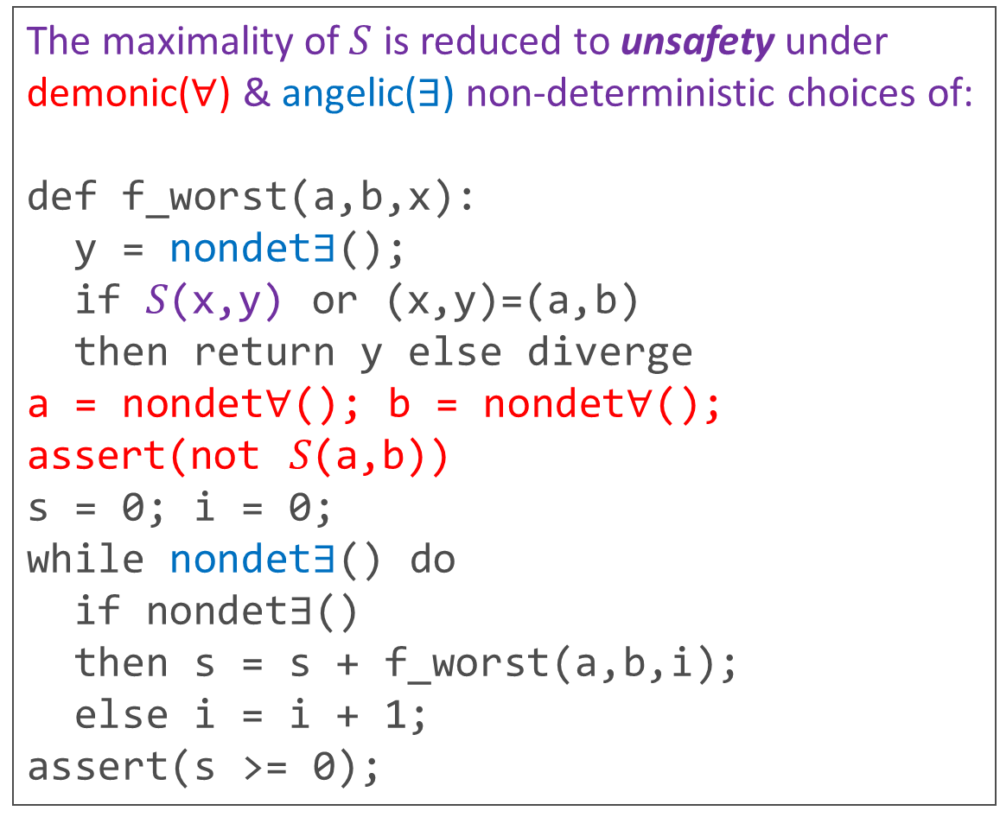 The maximality of S is reduced to unsafety under
demonic(∀) & angelic(∃) non-deterministic choices of:
def f_worst(a,b,x):
  y = nondet∃();
  if S(x,y) or (x,y)=(a,b)
  then return y else diverge
a = nondet∀(); b = nondet∀();
assert(not S(a,b))
s = 0; i = 0;
while nondet∃() do
  if nondet∃()
  then s = s + f_worst(a,b,i);
  else i = i + 1;
assert(s >= 0);